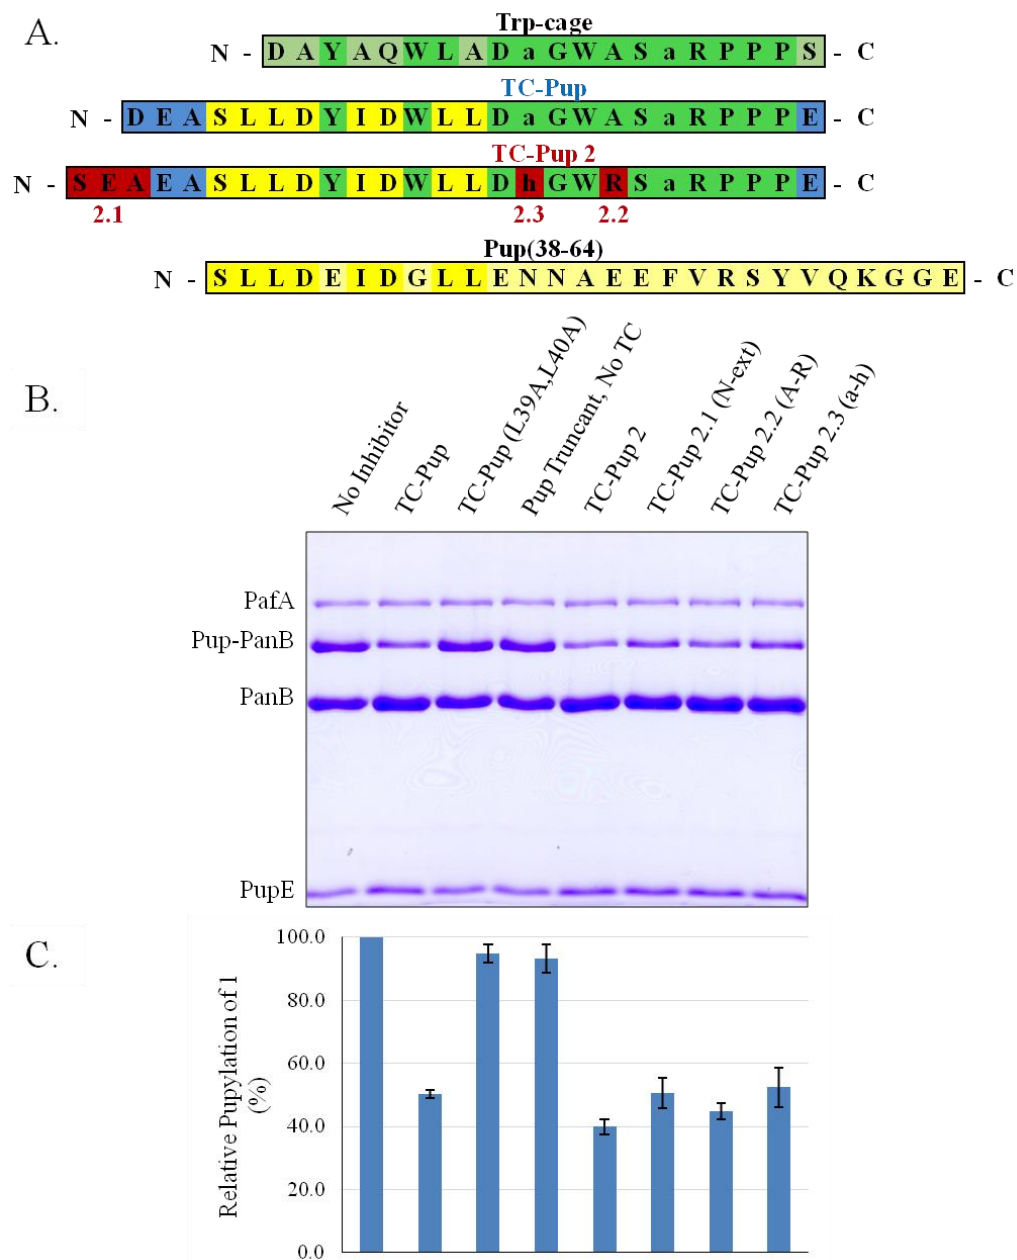 A.
Trp-cage
N - D A Y A Q W L A D a G W A S a R P P P S - C
TC-Pup
N - D E A S L L D Y I D W L L D a G W A S a R P P P E - C
TC-Pup 2
N - S E A E A S L L D Y I D W L L D h G W R S a R P P P E - C
2.1 2.3 2.2
Pup(38-64)
N - S L L D E I D G L L E N N A E E F V R S Y V Q K G G E - C
B.
No Inhibitor
TC-Pup
TC-Pup (L39A,L40A)
Pup Truncant, No TC
TC-Pup 2
TC-Pup 2.1 (N-ext)
TC-Pup 2.2 (A-R)
TC-Pup 2.3 (a-h)
PafA
Pup-PanB
PanB
PupE
C.
Relative Pupylation of 1
(%)
100.0
80.0
60.0
40.0
20.0
0.0